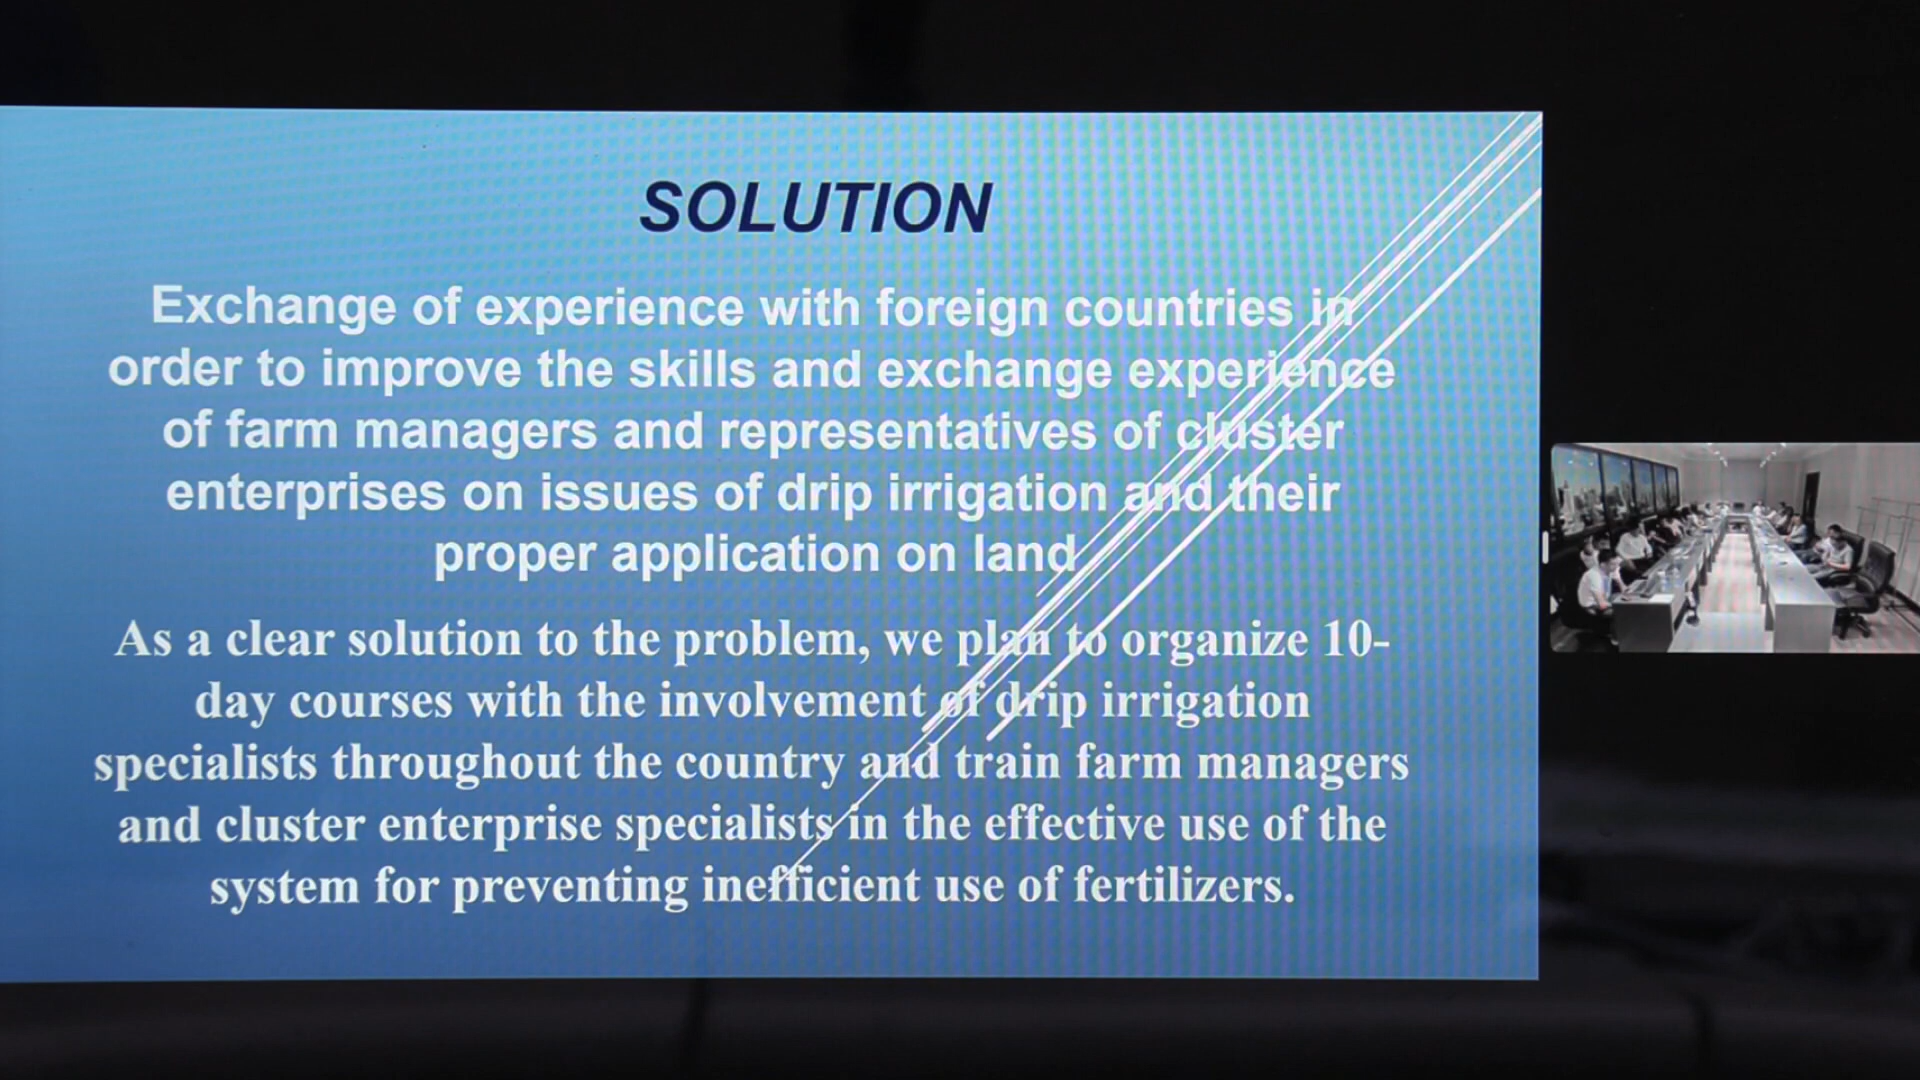 SOLUTION
Exchange of experience with foreign countries in
order to improve the skills and exchange experience
of farm managers and representatives of cluster
enterprises on issues of drip irrigation and their
proper application on land
As a clear solution to the problem, we plan to organize 10-
day courses with the involvement of drip irrigation
specialists throughout the country and train farm managers
and cluster enterprise specialists in the effective use of the
system for preventing inefficient use of fertilizers.